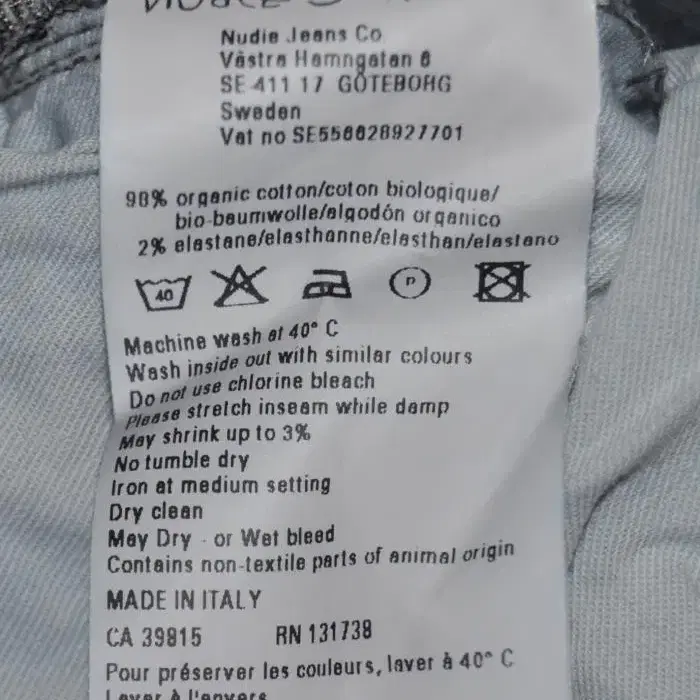 Nudie Jeans Co
Västra Hamngatan 6
SE-411 17 GÖTEBORG
Sweden
Vat no SE556628927701
98% organic cotton/coton biologique/
bio-baumwolle/algodón organico
2% elastane/elasthanne/elasthan/elastano
40 P
Machine wash at 40° C
Wash inside out with similar colours
Do not use chlorine bleach
Please stretch inseam while damp
May shrink up to 3%
No tumble dry
Iron at medium setting
Dry clean
May Dry - or Wet bleed
Contains non-textile parts of animal origin
MADE IN ITALY
CA 39815 RN 131738
Pour préserver les couleurs, laver à 40° C
Laver à l'envers